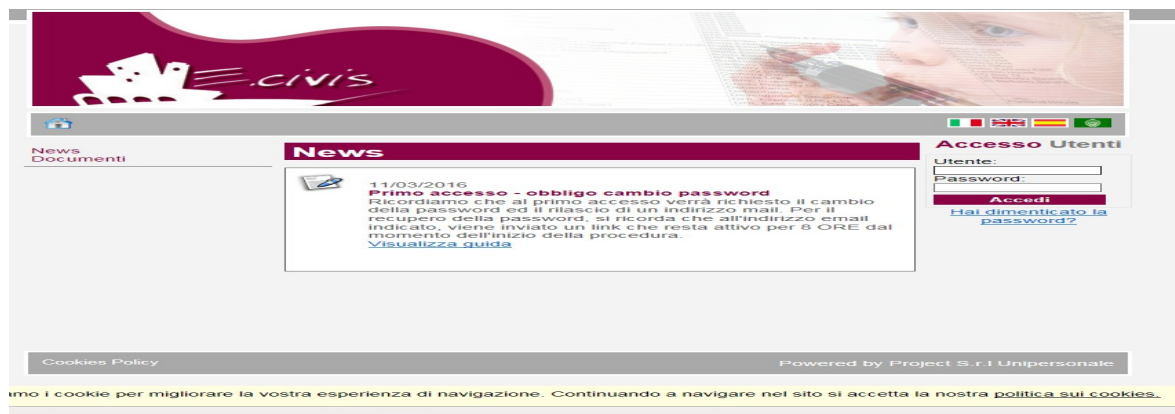 E.civis
News
Documenti
News
11/03/2016
Primo accesso - obbligo cambio password
Ricordiamo che al primo accesso verrà richiesto il cambio
della password ed il rilascio di un indirizzo mail. Per il
recupero della password, si ricorda che all'indirizzo email
indicato, viene inviato un link che resta attivo per 8 ORE dal
momento dell'inizio della procedura.
Visualizza guida
Accesso Utenti
Utente:
Password:
Accedi
Hai dimenticato la
password?
Cookies Policy
Powered by Project S.r.l Unipersonale
amo i cookie per migliorare la vostra esperienza di navigazione. Continuando a navigare nel sito si accetta la nostra politica sui cookies.